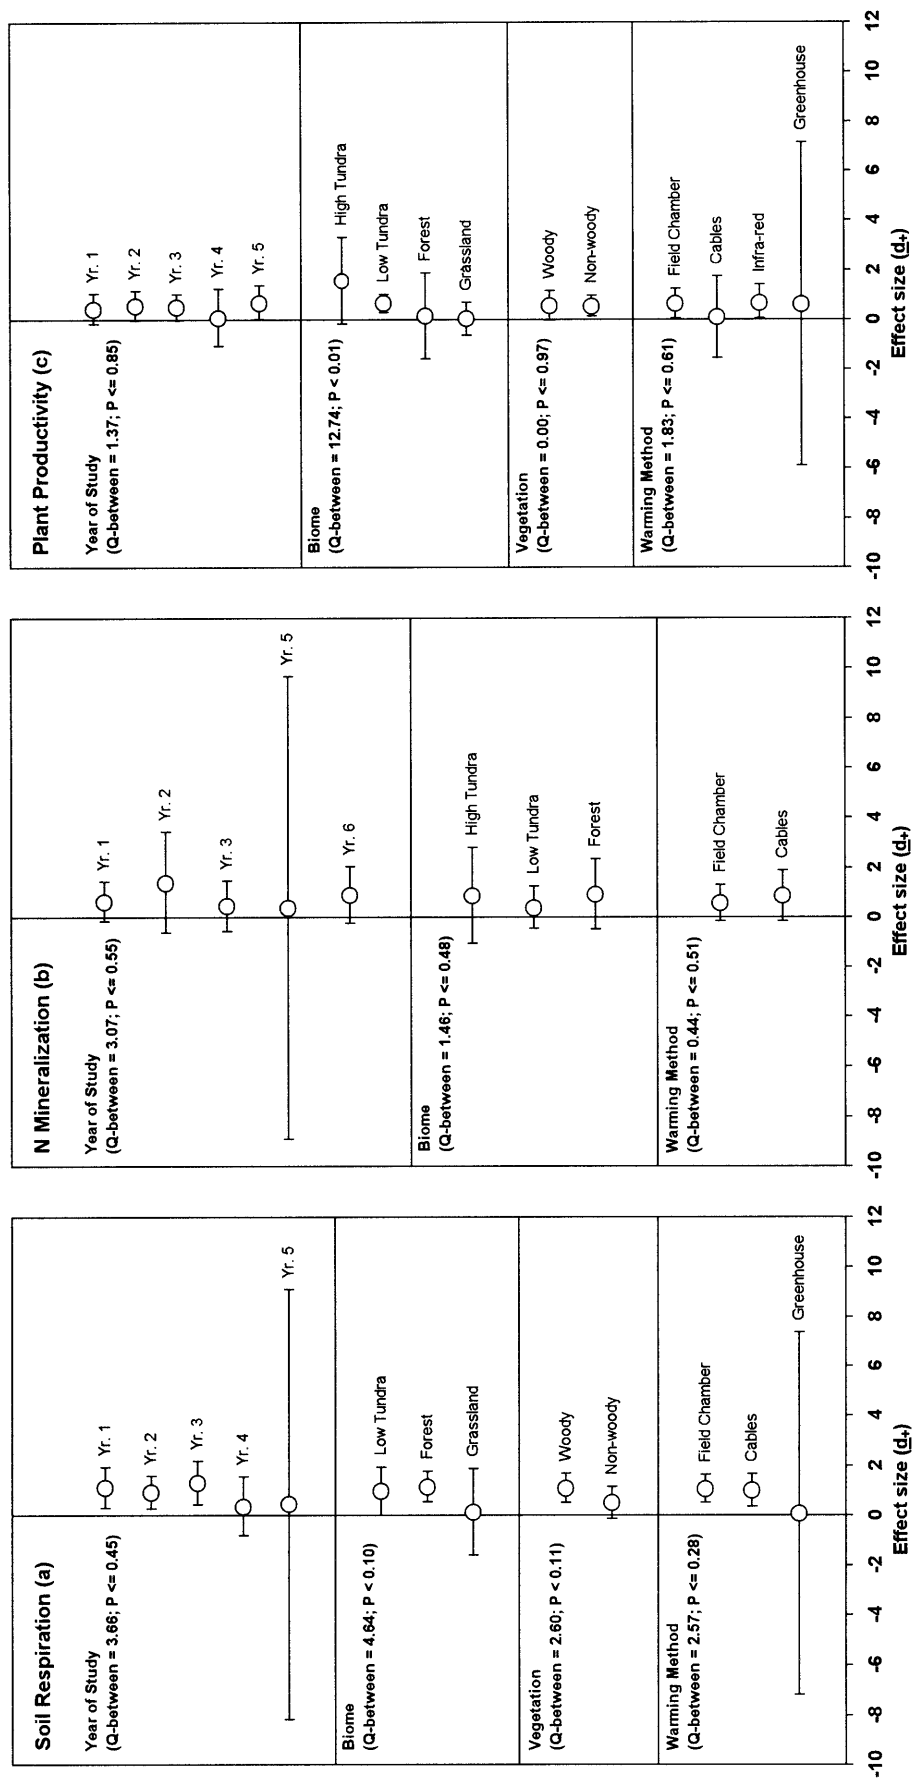 Soil Respiration (a)
Year of Study
(Q-between = 3.66; P <= 0.45)
Yr. 1
Yr. 2
Yr. 3
Yr. 4
Yr. 5
Biome
(Q-between = 4.64; P < 0.10)
Low Tundra
Forest
Grassland
Vegetation
(Q-between = 2.60; P < 0.11)
Woody
Non-woody
Warming Method
(Q-between = 2.57; P <= 0.28)
Field Chamber
Cables
Greenhouse
-10 -8 -6 -4 -2 0 2 4 6 8 10 12
Effect size (d+)
N Mineralization (b)
Year of Study
(Q-between = 3.07; P <= 0.55)
Yr. 1
Yr. 2
Yr. 3
Yr. 5
Yr. 6
Biome
(Q-between = 1.46; P <= 0.48)
High Tundra
Low Tundra
Forest
Warming Method
(Q-between = 0.44; P <= 0.51)
Field Chamber
Cables
-10 -8 -6 -4 -2 0 2 4 6 8 10 12
Effect size (d+)
Plant Productivity (c)
Year of Study
(Q-between = 1.37; P <= 0.85)
Yr. 1
Yr. 2
Yr. 3
Yr. 4
Yr. 5
Biome
(Q-between = 12.74; P < 0.01)
High Tundra
Low Tundra
Forest
Grassland
Vegetation
(Q-between = 0.00; P <= 0.97)
Woody
Non-woody
Warming Method
(Q-between = 1.83; P <= 0.61)
Field Chamber
Cables
Infra-red
Greenhouse
-10 -8 -6 -4 -2 0 2 4 6 8 10 12
Effect size (d+)